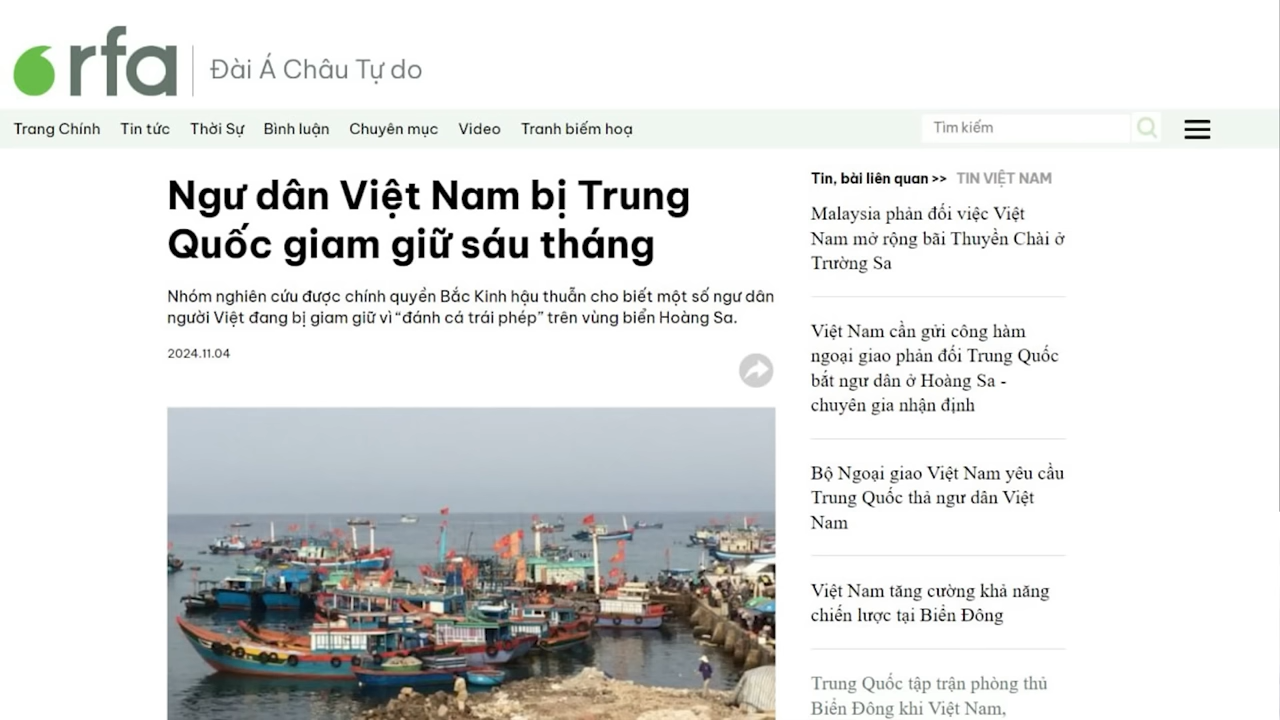 rfa
Đài Á Châu Tự do
Trang Chính Tin tức Thời Sự Bình luận Chuyên mục Video Tranh biếm hoạ
Tìm kiếm
Ngư dân Việt Nam bị Trung
Quốc giam giữ sáu tháng
Nhóm nghiên cứu được chính quyền Bắc Kinh hậu thuẫn cho biết một số ngư dân
người Việt đang bị giam giữ vì “đánh cá trái phép” trên vùng biển Hoàng Sa.
2024.11.04
Tin, bài liên quan >> TIN VIỆT NAM
Malaysia phản đối việc Việt
Nam mở rộng bãi Thuyền Chài ở
Trường Sa
Việt Nam cần gửi công hàm
ngoại giao phản đối Trung Quốc
bắt ngư dân ở Hoàng Sa -
chuyên gia nhận định
Bộ Ngoại giao Việt Nam yêu cầu
Trung Quốc thả ngư dân Việt
Nam
Việt Nam tăng cường khả năng
chiến lược tại Biển Đông
Trung Quốc tập trận phòng thủ
Biển Đông khi Việt Nam,